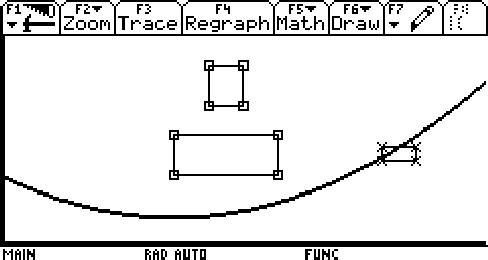 F1 F2 Zoom F3 Trace F4 Regraph F5 Math F6 Draw F7
MAIN RAD AUTO FUNC